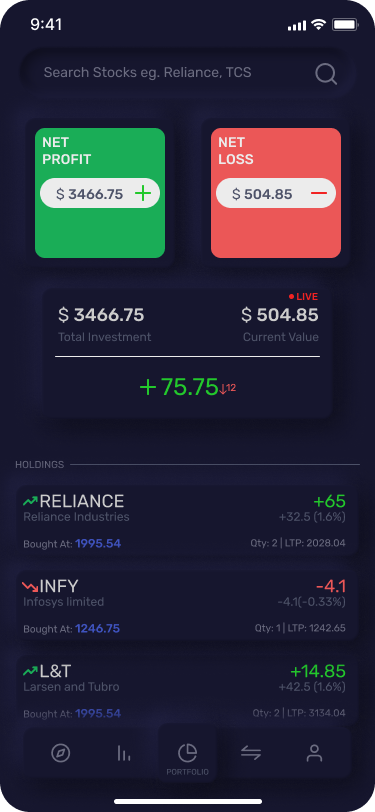 9:41
Search Stocks eg. Reliance, TCS
NET
PROFIT
NET
LOSS
$ 3466.75 +
$ 504.85 −
LIVE
$ 3466.75
$ 504.85
Total Investment
Current Value
+75.75↓12
HOLDINGS
RELIANCE
+65
Reliance Industries
+32.5 (1.6%)
Bought At: 1995.54
Qty: 2 | LTP: 2028.04
INFY
-4.1
Infosys limited
-4.1(-0.33%)
Bought At: 1246.75
Qty: 1 | LTP: 1242.65
L&T
+14.85
Larsen and Tubro
+42.5 (1.6%)
Bought At: 1995.54
Qty: 2 | LTP: 3134.04
PORTFOLIO